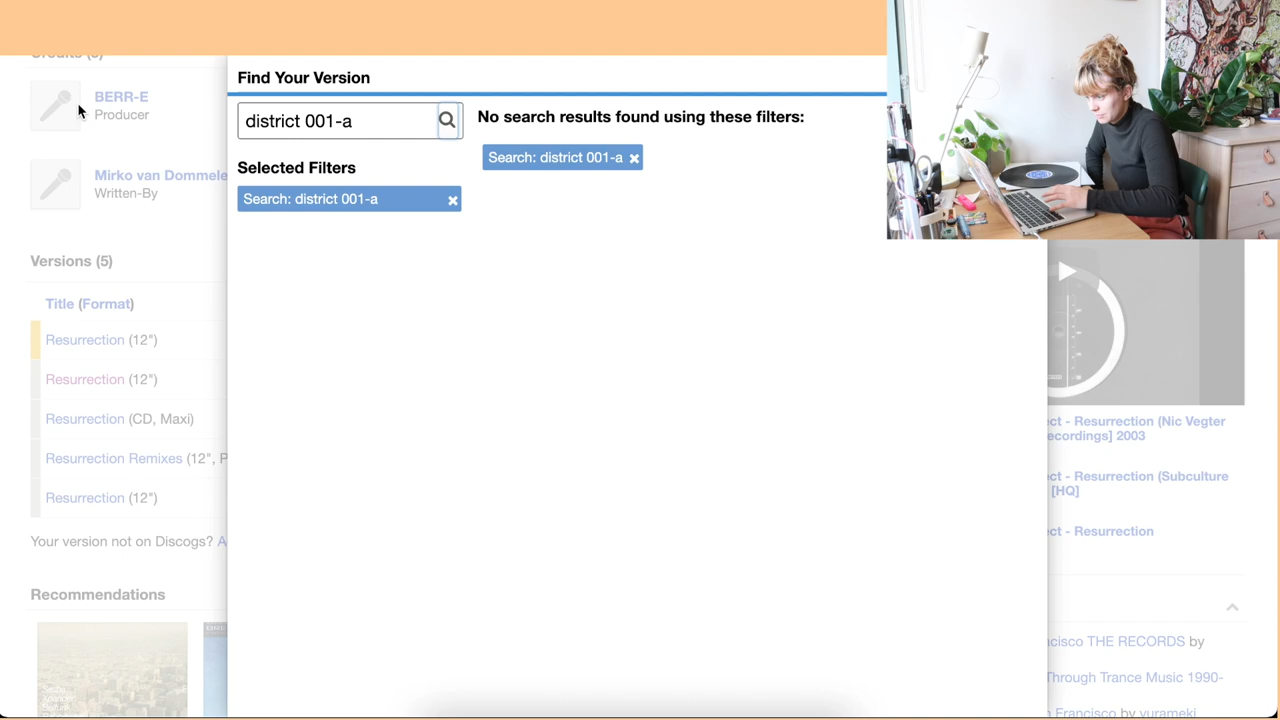 Credits (5)
BERR-E
Producer
Mirko van Dommele
Written-By
Versions (5)
Title (Format)
Resurrection (12")
Resurrection (12")
Resurrection (CD, Maxi)
Resurrection Remixes (12", P
Resurrection (12")
Your version not on Discogs? A
Recommendations
Find Your Version
district 001-a
Selected Filters
Search: district 001-a ×
No search results found using these filters:
Search: district 001-a ×
ect - Resurrection (Nic Vegter
ecordings] 2003
ect - Resurrection (Subculture
[HQ]
ect - Resurrection
ncisco THE RECORDS by
Through Trance Music 1990-
n Francisco by yurameki